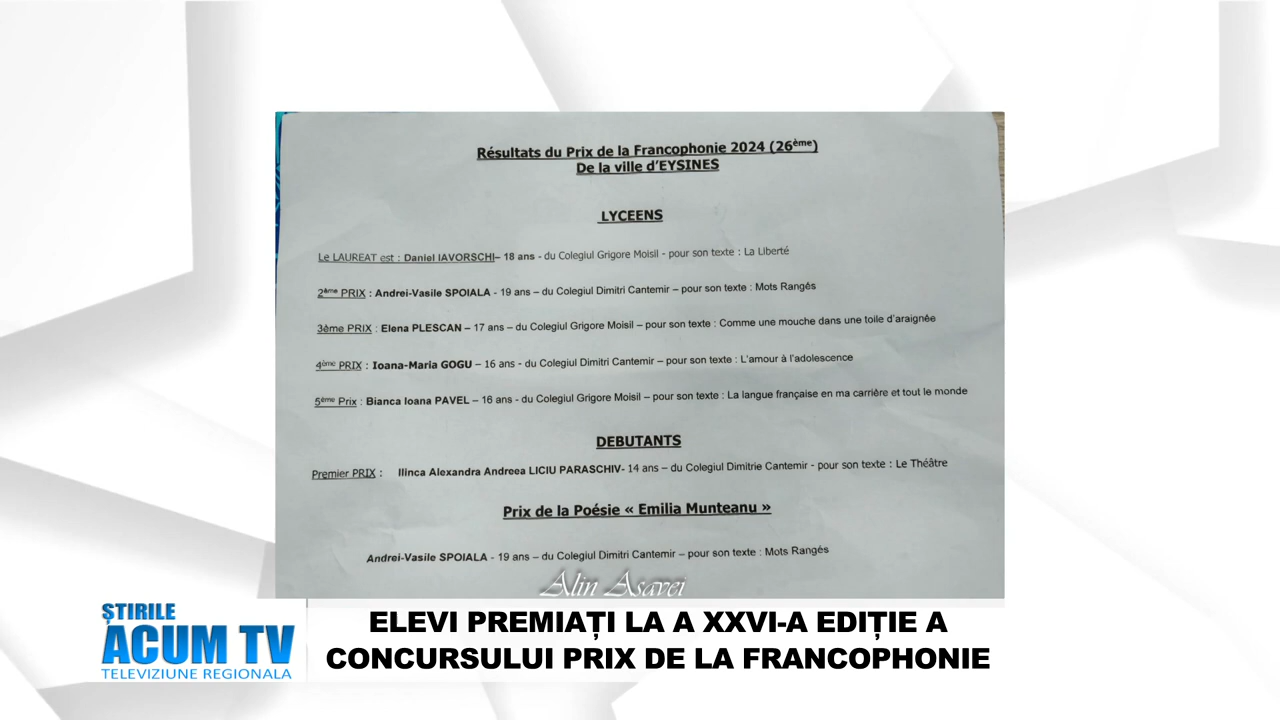 Résultats du Prix de la Francophonie 2024 (26ème)
De la ville d'EYSINES
LYCEENS
Le LAUREAT est : Daniel IAVORSCHI– 18 ans - du Colegiul Grigore Moisil - pour son texte : La Liberté
2ème PRIX : Andrei-Vasile SPOIALA - 19 ans – du Colegiul Dimitri Cantemir – pour son texte : Mots Rangés
3ème PRIX : Elena PLESCAN – 17 ans – du Colegiul Grigore Moisil – pour son texte : Comme une mouche dans une toile d'araignée
4ème PRIX : Ioana-Maria GOGU – 16 ans - du Colegiul Dimitri Cantemir – pour son texte : L'amour à l'adolescence
5ème Prix : Bianca Ioana PAVEL – 16 ans - du Colegiul Grigore Moisil – pour son texte : La langue française en ma carrière et tout le monde
DEBUTANTS
Premier PRIX : Ilinca Alexandra Andreea LICIU PARASCHIV- 14 ans – du Colegiul Dimitrie Cantemir - pour son texte : Le Théâtre
Prix de la Poésie « Emilia Munteanu »
Andrei-Vasile SPOIALA - 19 ans – du Colegiul Dimitri Cantemir – pour son texte : Mots Rangés
Alin Asavei
ȘTIRILE
ACUM TV
TELEVIZIUNE REGIONALA
ELEVI PREMIAȚI LA A XXVI-A EDIȚIE A
CONCURSULUI PRIX DE LA FRANCOPHONIE